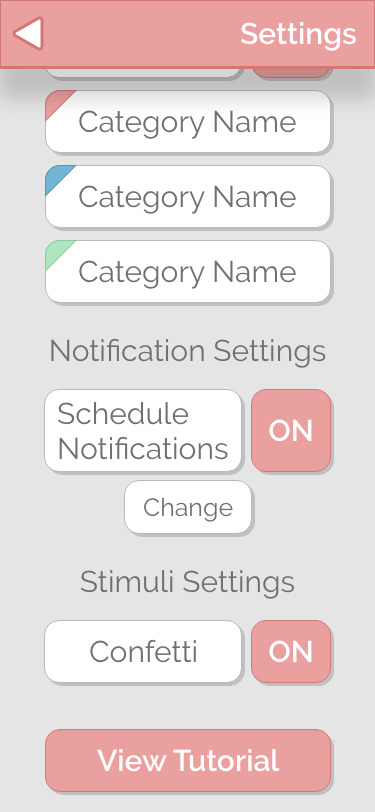 Settings
Category Name
Category Name
Category Name
Notification Settings
Schedule
Notifications
ON
Change
Stimuli Settings
Confetti
ON
View Tutorial